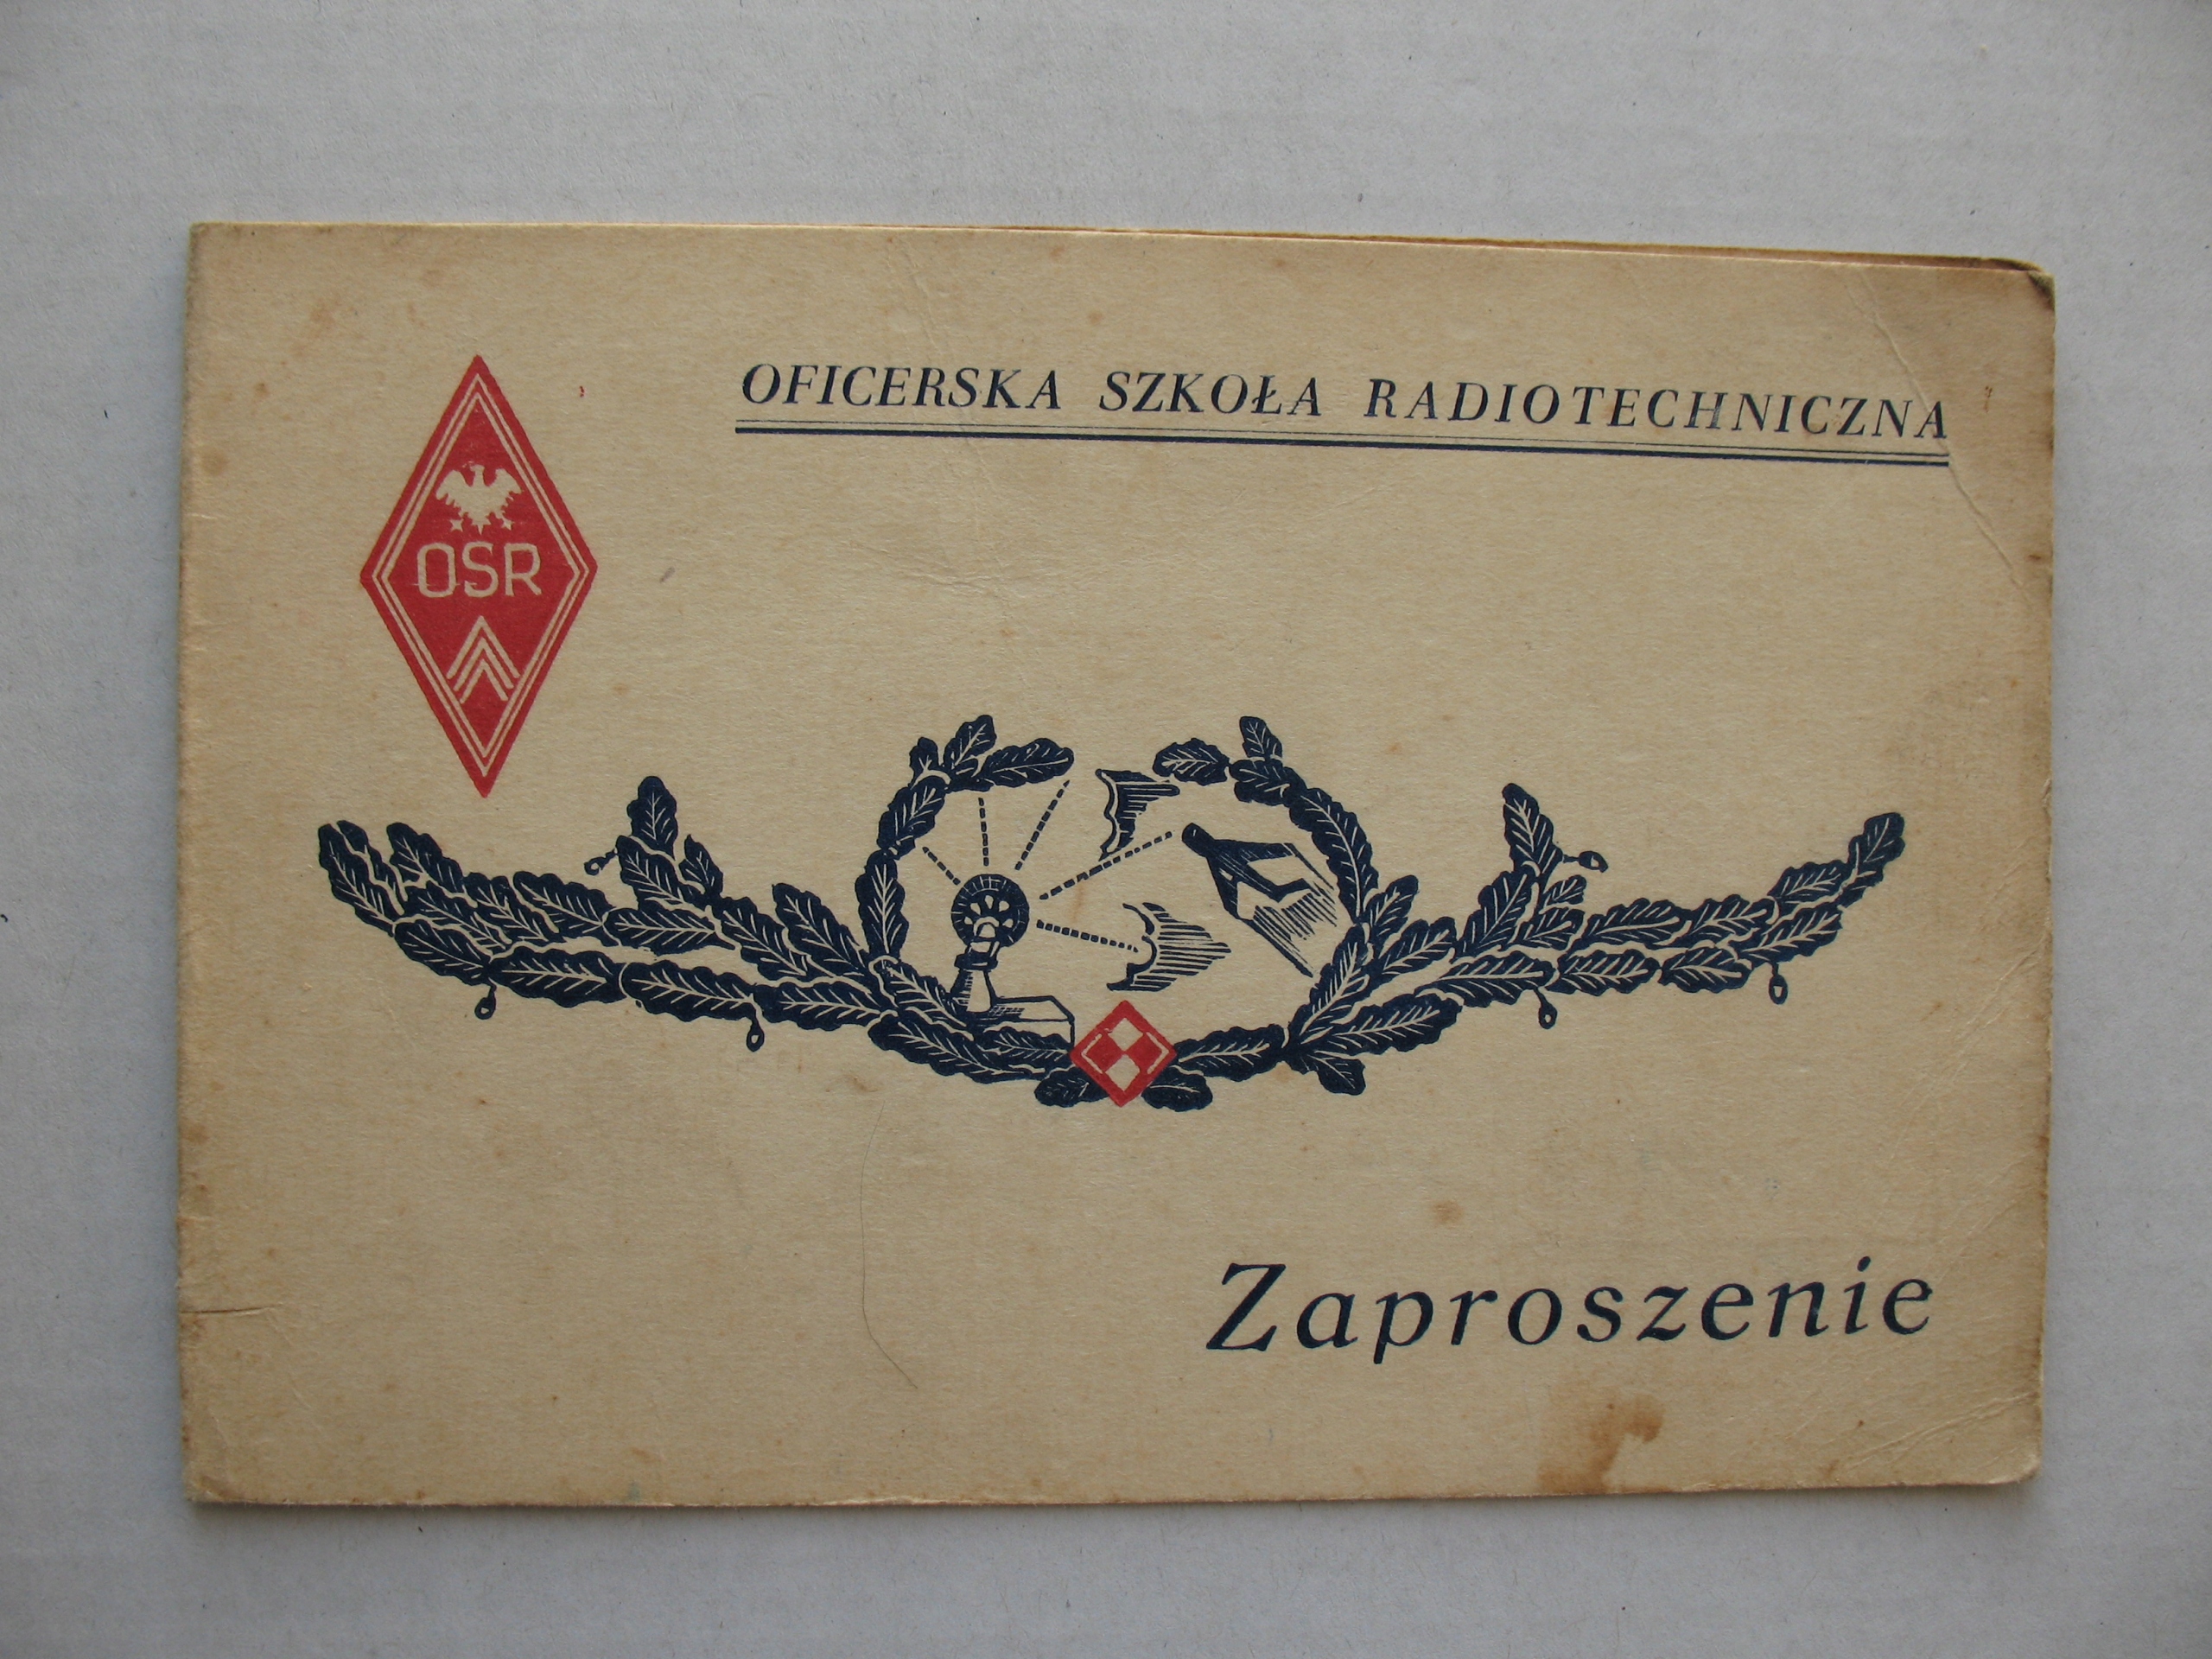 OFICERSKA SZKOŁA RADIOTECHNICZNA
OSR
Zaproszenie